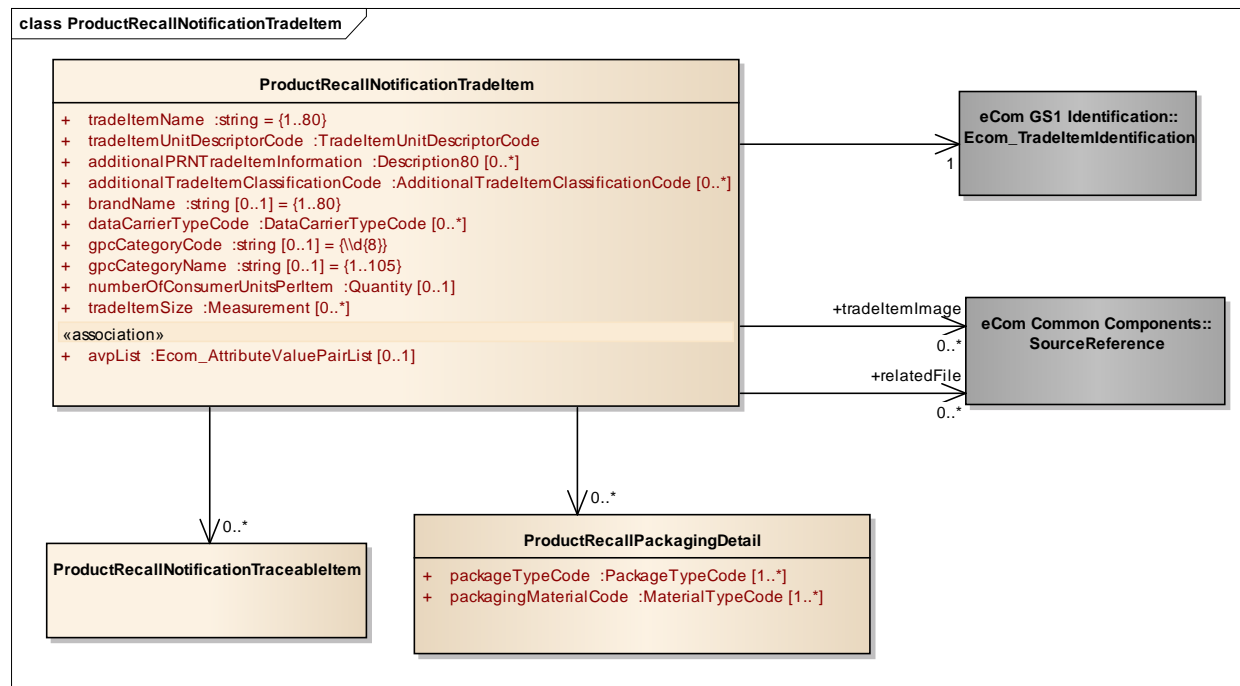 class ProductRecallNotificationTradeItem
ProductRecallNotificationTradeItem
+ tradeItemName :string = {1..80}
+ tradeItemUnitDescriptorCode :TradeItemUnitDescriptorCode
+ additionalPRNTradeItemInformation :Description80 [0..*]
+ additionalTradeItemClassificationCode :AdditionalTradeItemClassificationCode [0..*]
+ brandName :string [0..1] = {1..80}
+ dataCarrierTypeCode :DataCarrierTypeCode [0..*]
+ gpcCategoryCode :string [0..1] = {\\d{8}}
+ gpcCategoryName :string [0..1] = {1..105}
+ numberOfConsumerUnitsPerItem :Quantity [0..1]
+ tradeItemSize :Measurement [0..*]
«association»
+ avpList :Ecom_AttributeValuePairList [0..1]
eCom GS1 Identification::
Ecom_TradeItemIdentification
1
+tradeItemImage
0..*
eCom Common Components::
SourceReference
+relatedFile
0..*
0..*
0..*
ProductRecallNotificationTraceableItem
ProductRecallPackagingDetail
+ packageTypeCode :PackageTypeCode [1..*]
+ packagingMaterialCode :MaterialTypeCode [1..*]